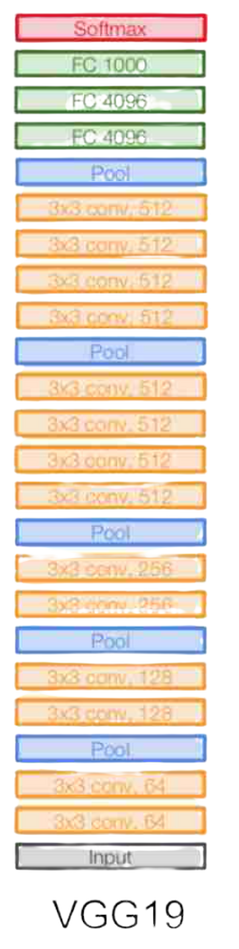 Softmax
FC 1000
FC 4096
FC 4096
Pool
3x3 conv, 512
3x3 conv, 512
3x3 conv, 512
3x3 conv, 512
Pool
3x3 conv, 512
3x3 conv, 512
3x3 conv, 512
3x3 conv, 512
Pool
3x3 conv, 256
3x3 conv, 256
Pool
3x3 conv, 128
3x3 conv, 128
Pool
3x3 conv, 64
3x3 conv, 64
Input
VGG19